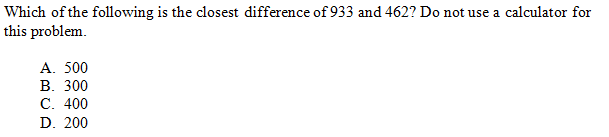 Which of the following is the closest difference of 933 and 462? Do not use a calculator for
this problem.
A. 500
B. 300
C. 400
D. 200